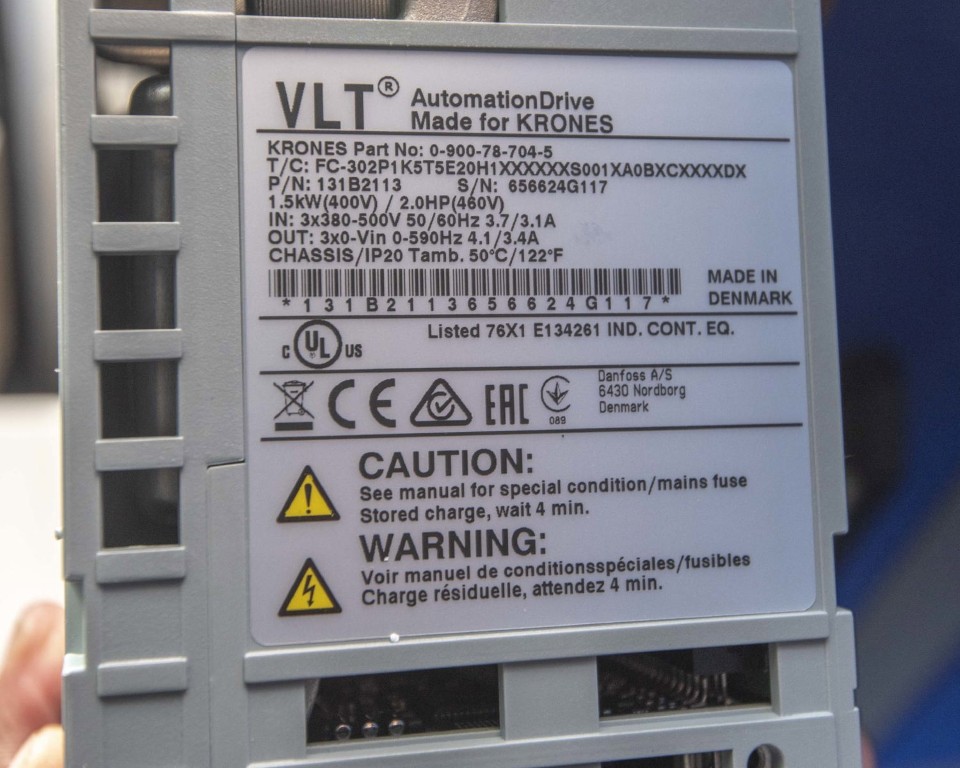 VLT® AutomationDrive
Made for KRONES
KRONES Part No: 0-900-78-704-5
T/C: FC-302P1K5T5E20H1XXXXXXS001XA0BXCXXXXDX
P/N: 131B2113 S/N: 656624G117
1.5kW(400V) / 2.0HP(460V)
IN: 3x380-500V 50/60Hz 3.7/3.1A
OUT: 3x0-Vin 0-590Hz 4.1/3.4A
CHASSIS/IP20 Tamb. 50°C/122°F
*131B2113656624G117*
MADE IN
DENMARK
C UL US
Listed 76X1 E134261 IND. CONT. EQ.
CE EAC
089
Danfoss A/S
6430 Nordborg
Denmark
CAUTION:
See manual for special condition/mains fuse
Stored charge, wait 4 min.
WARNING:
Voir manuel de conditionsspéciales/fusibles
Charge résiduelle, attendez 4 min.